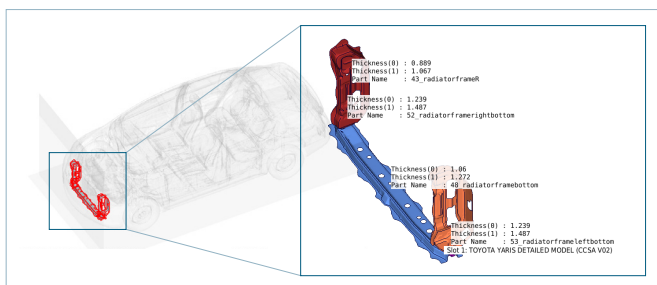 Thickness(0) : 0.889
Thickness(1) : 1.067
Part Name : 43_radiatorframeR
Thickness(0) : 1.239
Thickness(1) : 1.487
Part Name : 52_radiatorframerightbottom
Thickness(0) : 1.06
Thickness(1) : 1.272
Part Name : 48_radiatorframebottom
Thickness(0) : 1.239
Thickness(1) : 1.487
Part Name : 53_radiatorframeleftbottom
Slot 1: TOYOTA YARIS DETAILED MODEL (CCSA V02)